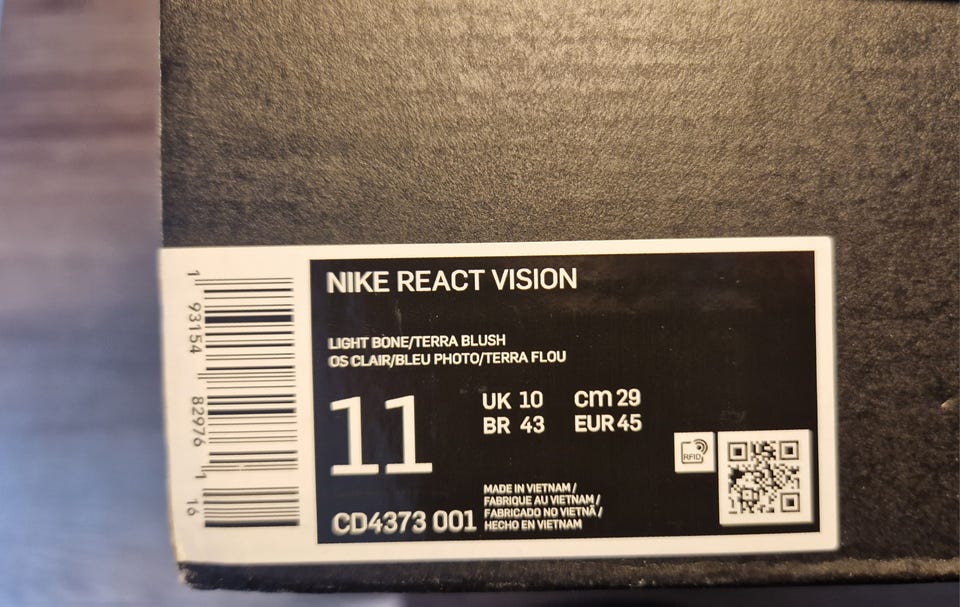 NIKE REACT VISION
LIGHT BONE/TERRA BLUSH
OS CLAIR/BLEU PHOTO/TERRA FLOU
11
UK 10 cm 29
BR 43 EUR 45
RFID
CD4373 001
MADE IN VIETNAM /
FABRIQUE AU VIETNAM /
FABRICADO NO VIETNÃ /
HECHO EN VIETNAM
1 93154 82976 1 16